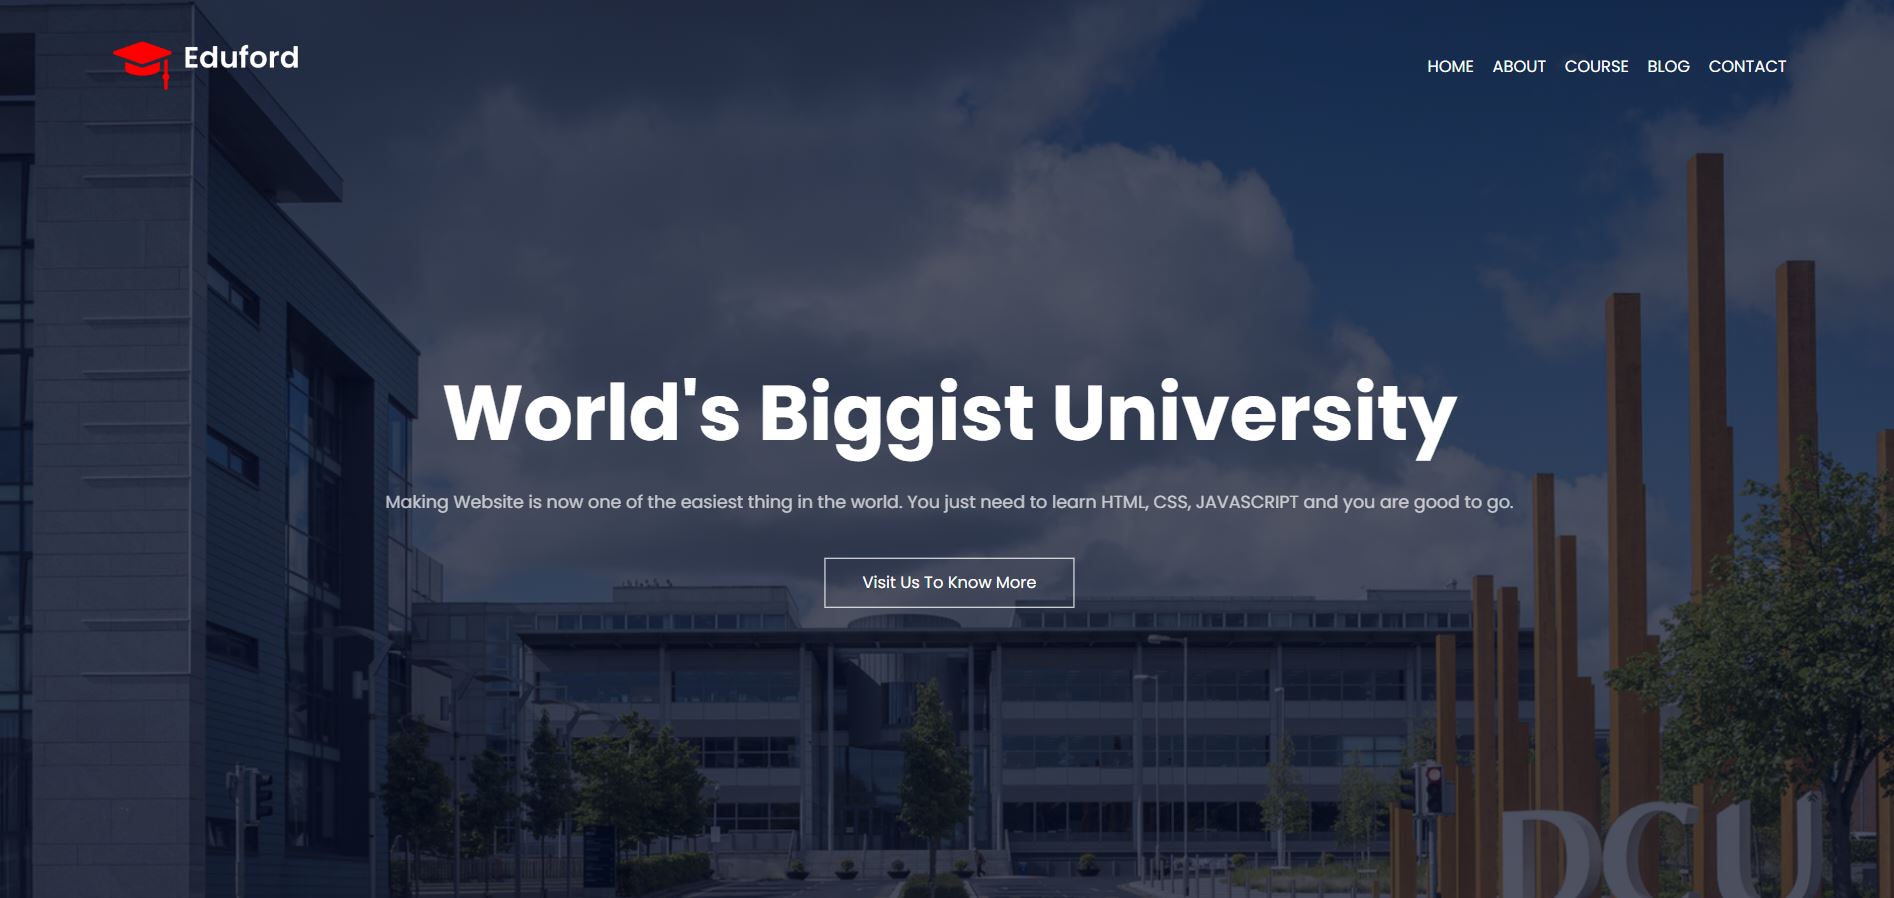 Eduford
HOME ABOUT COURSE BLOG CONTACT
World's Biggist University
Making Website is now one of the easiest thing in the world. You just need to learn HTML, CSS, JAVASCRIPT and you are good to go.
Visit Us To Know More
DCU